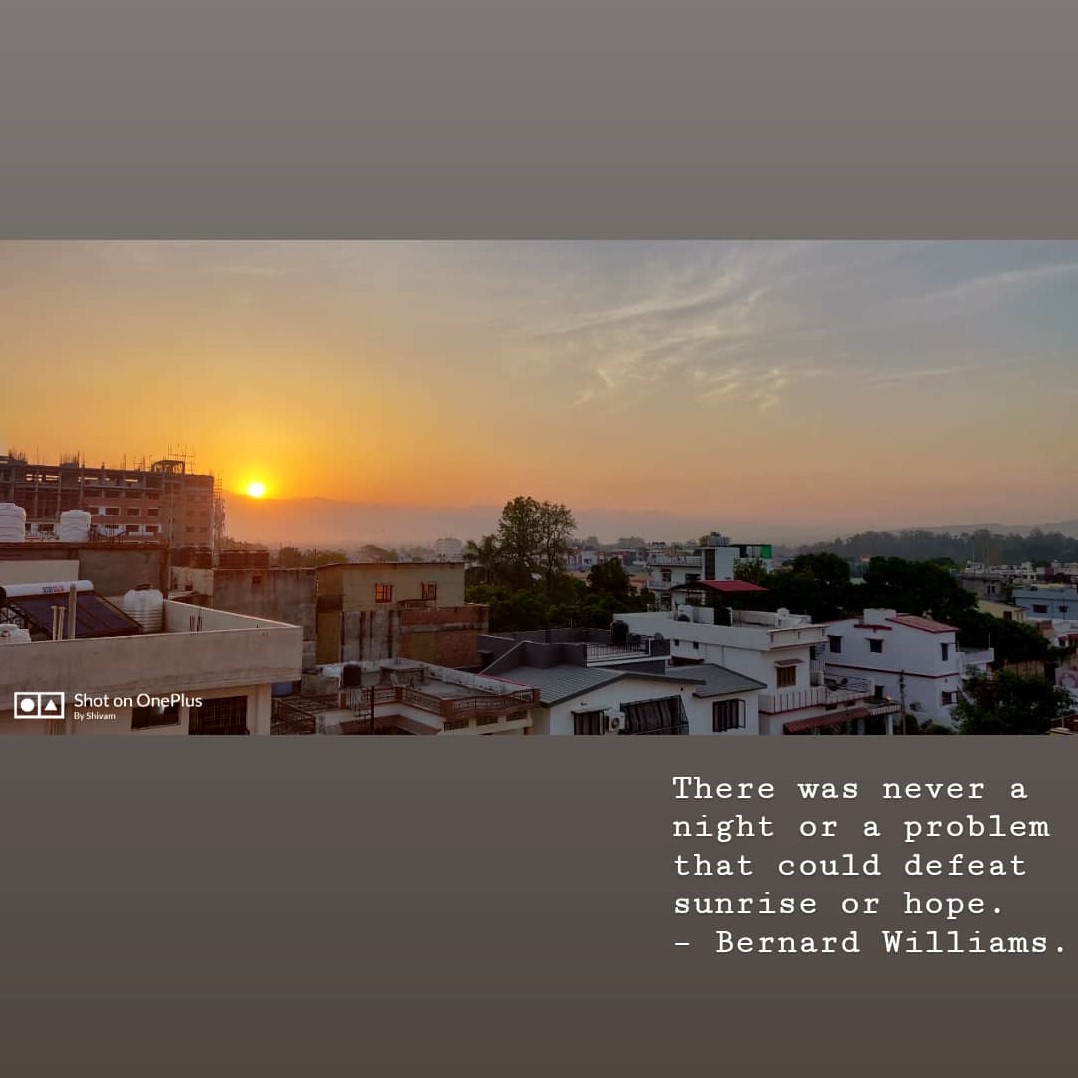 Shot on OnePlus
By Shivam
There was never a
night or a problem
that could defeat
sunrise or hope.
- Bernard Williams.